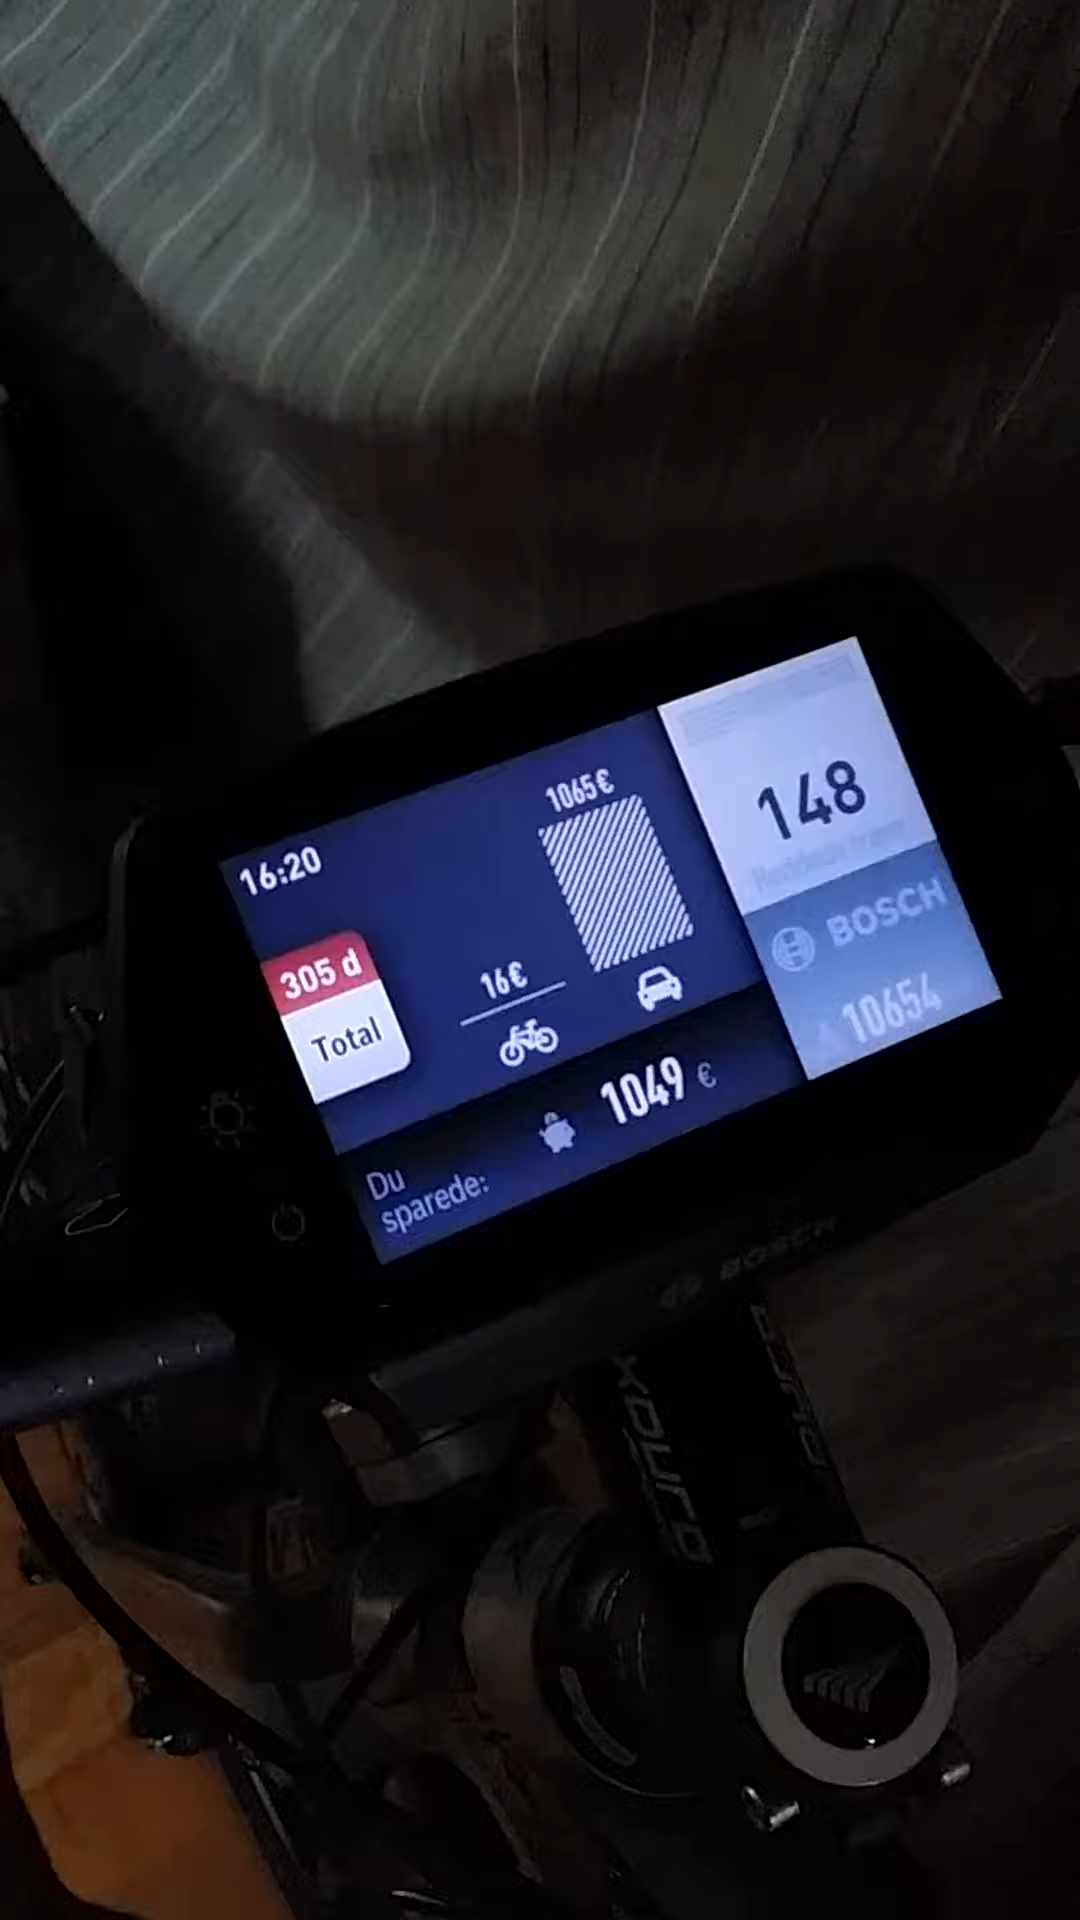 16:20
305 d
Total
16€
1065€
Du
sparede:
1049 €
148
BOSCH
10654
BOSCH
XDURO